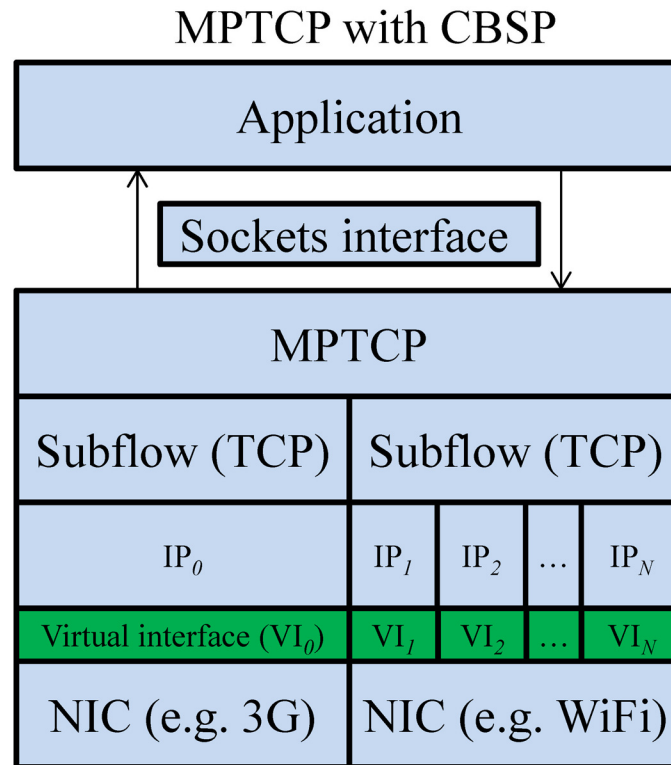 MPTCP with CBSP
Application
Sockets interface
MPTCP
Subflow (TCP) Subflow (TCP)
IP0 IP1 IP2 … IPN
Virtual interface (VI0) VI1 VI2 … VIN
NIC (e.g. 3G) NIC (e.g. WiFi)